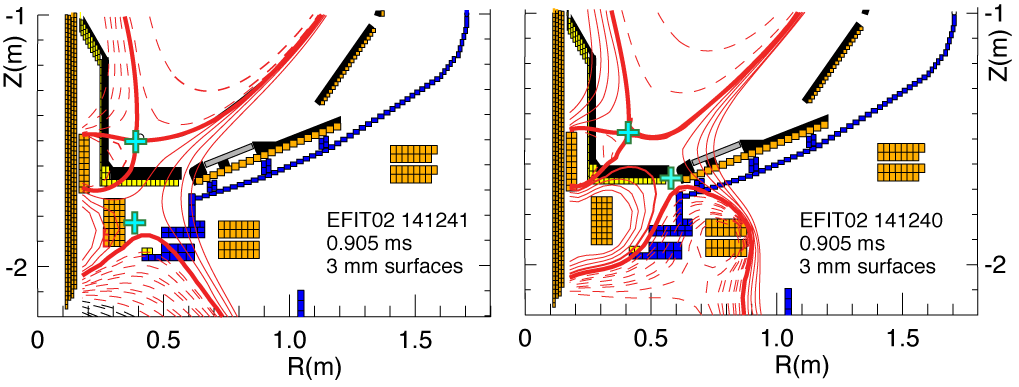 -1
Z(m)
-2
EFIT02 141241
0.905 ms
3 mm surfaces
0
0.5
1.0
1.5
R(m)
-1
Z(m)
-2
EFIT02 141240
0.905 ms
3 mm surfaces
0
0.5
1.0
1.5
R(m)